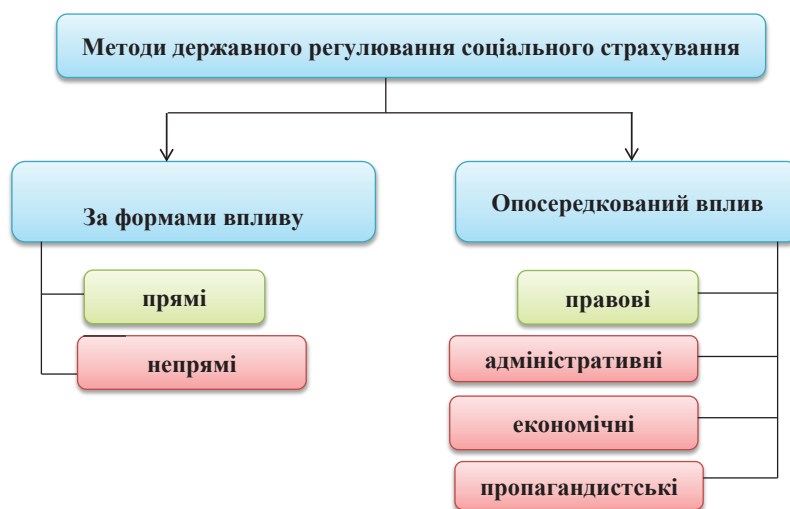 Методи державного регулювання соціального страхування
За формами впливу
прямі
непрямі
Опосередкований вплив
правові
адміністративні
економічні
пропагандистські